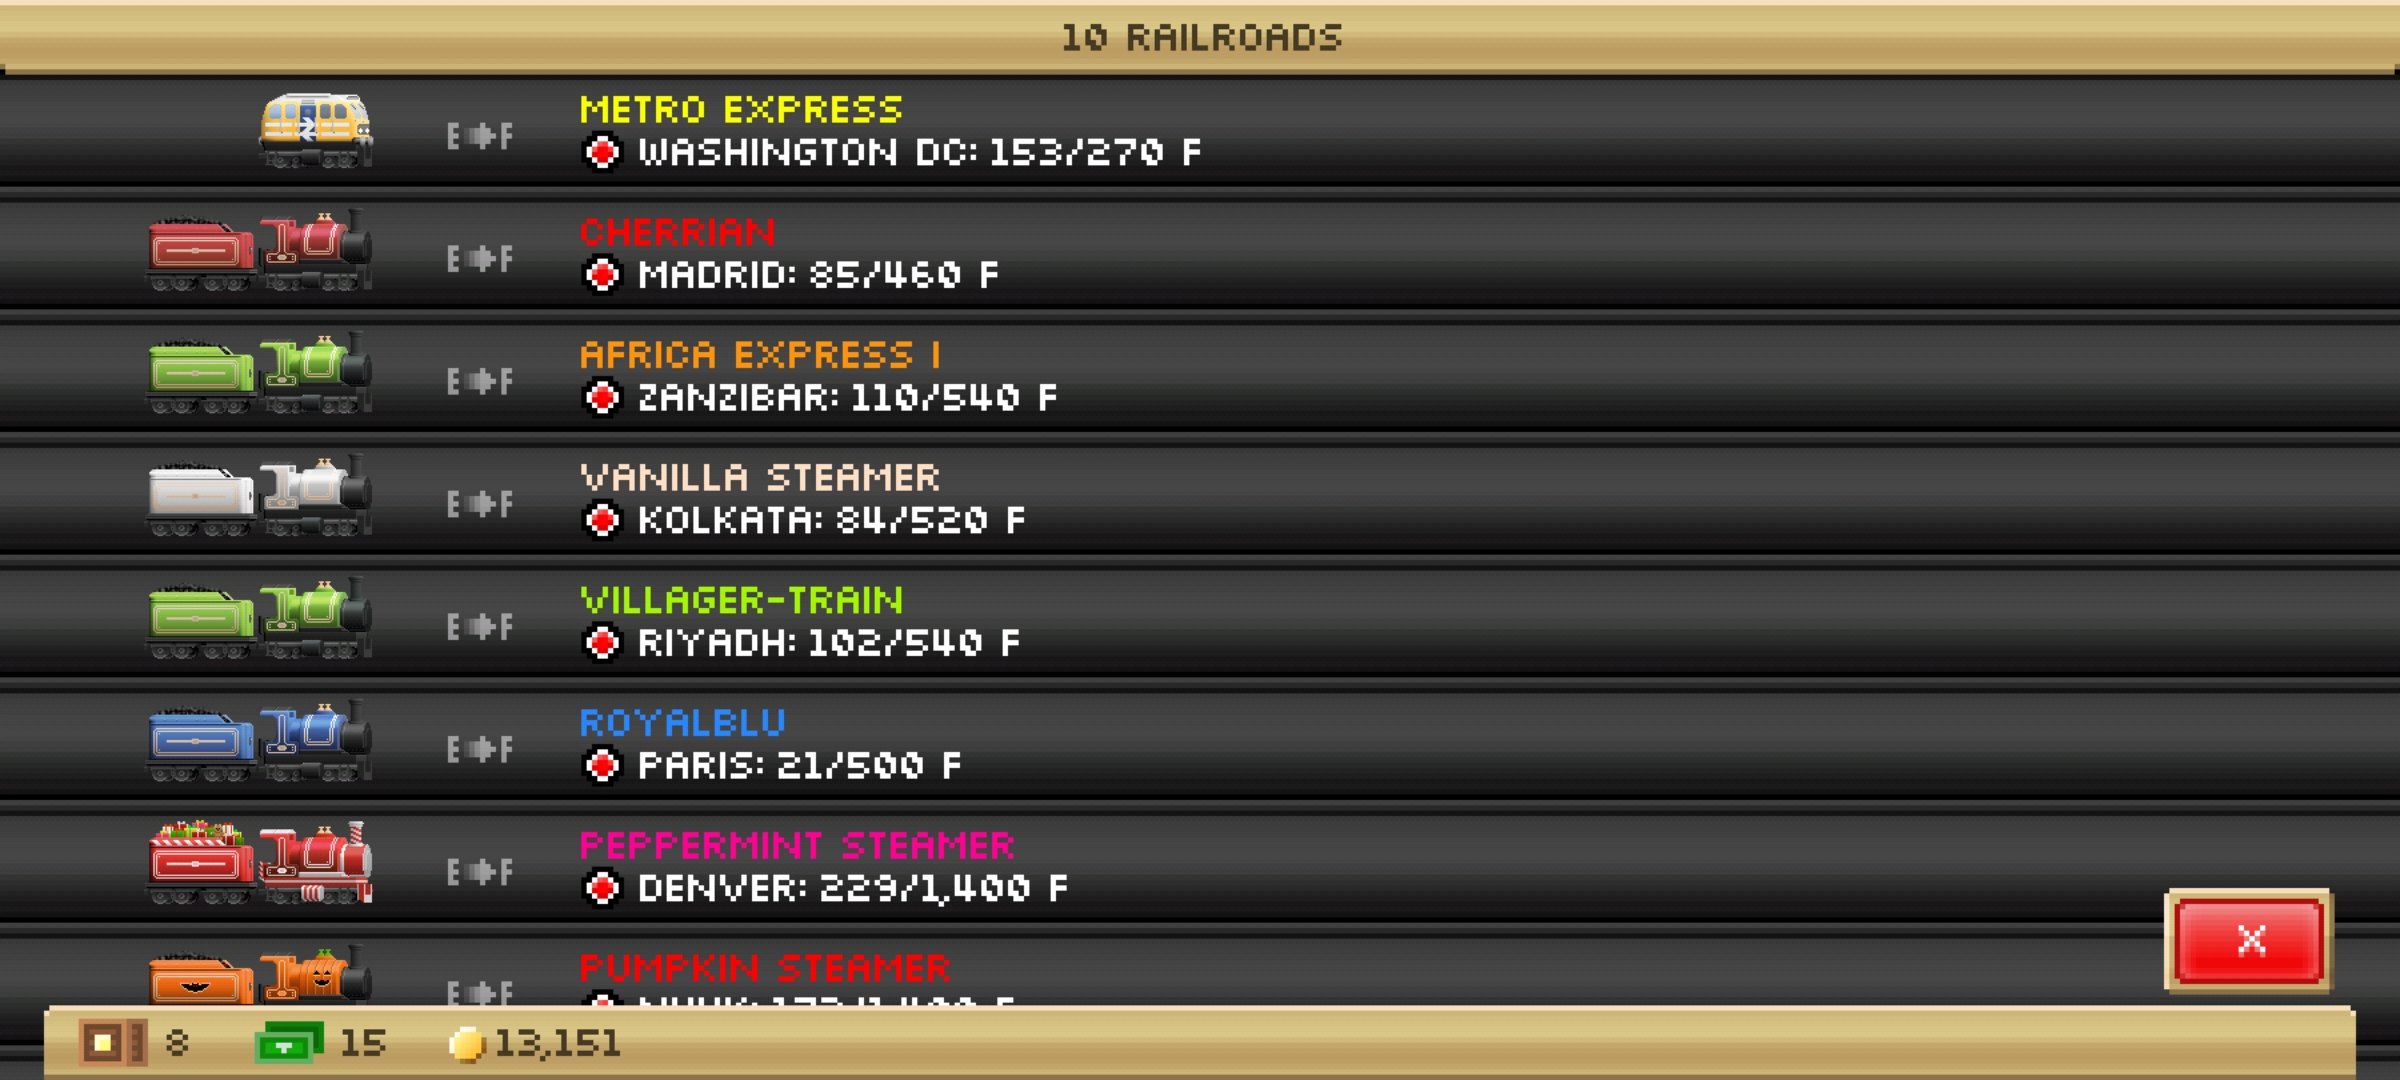 10 RAILROADS
E F
METRO EXPRESS
WASHINGTON DC: 153/270 F
E F
CHERRIAN
MADRID: 85/460 F
E F
AFRICA EXPRESS I
ZANZIBAR: 110/540 F
E F
VANILLA STEAMER
KOLKATA: 84/520 F
E F
VILLAGER-TRAIN
RIYADH: 102/540 F
E F
ROYALBLU
PARIS: 21/500 F
E F
PEPPERMINT STEAMER
DENVER: 229/1,400 F
E F
PUMPKIN STEAMER
X
8 15 13,151